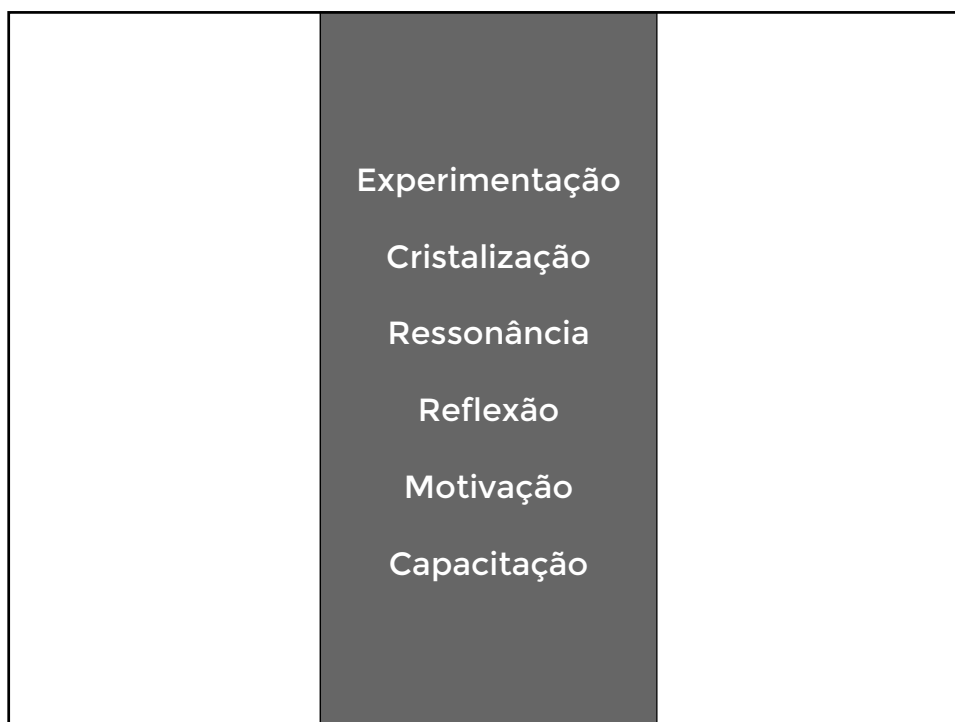 Experimentação
Cristalização
Ressonância
Reflexão
Motivação
Capacitação